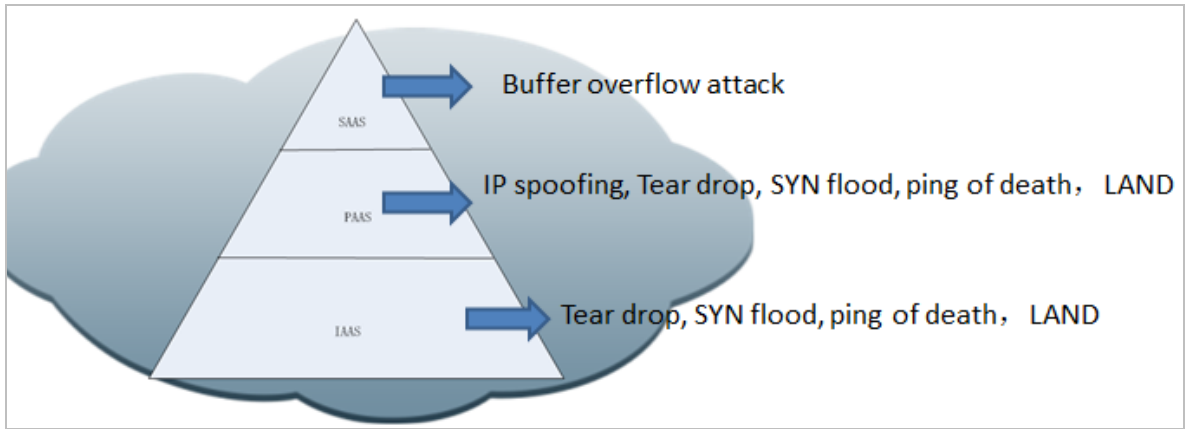 Buffer overflow attack
SAAS
IP spoofing, Tear drop, SYN flood, ping of death， LAND
PAAS
Tear drop, SYN flood, ping of death， LAND
IAAS